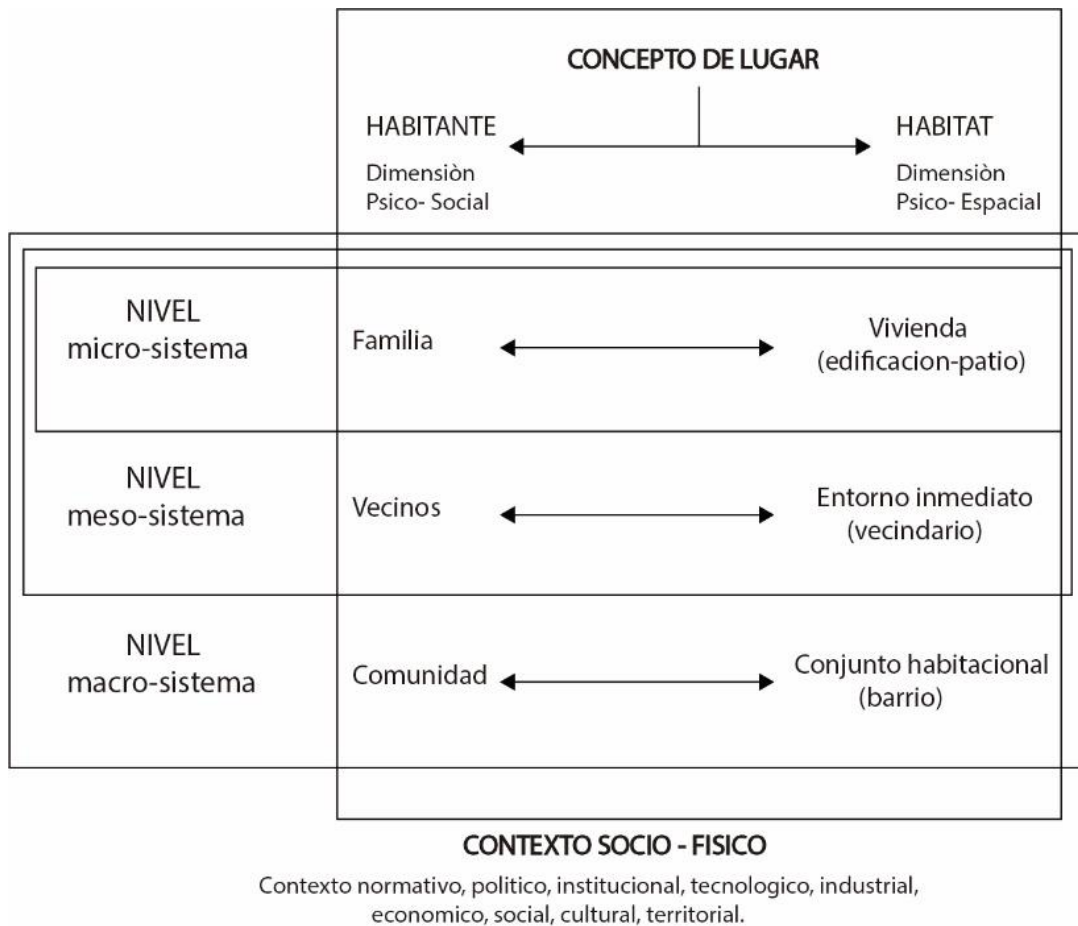 CONCEPTO DE LUGAR
HABITANTE
HABITAT
Dimensiòn
Psico- Social
Dimensiòn
Psico- Espacial
NIVEL
micro-sistema
Familia
Vivienda
(edificacion-patio)
NIVEL
meso-sistema
Vecinos
Entorno inmediato
(vecindario)
NIVEL
macro-sistema
Comunidad
Conjunto habitacional
(barrio)
CONTEXTO SOCIO - FISICO
Contexto normativo, politico, institucional, tecnologico, industrial,
economico, social, cultural, territorial.